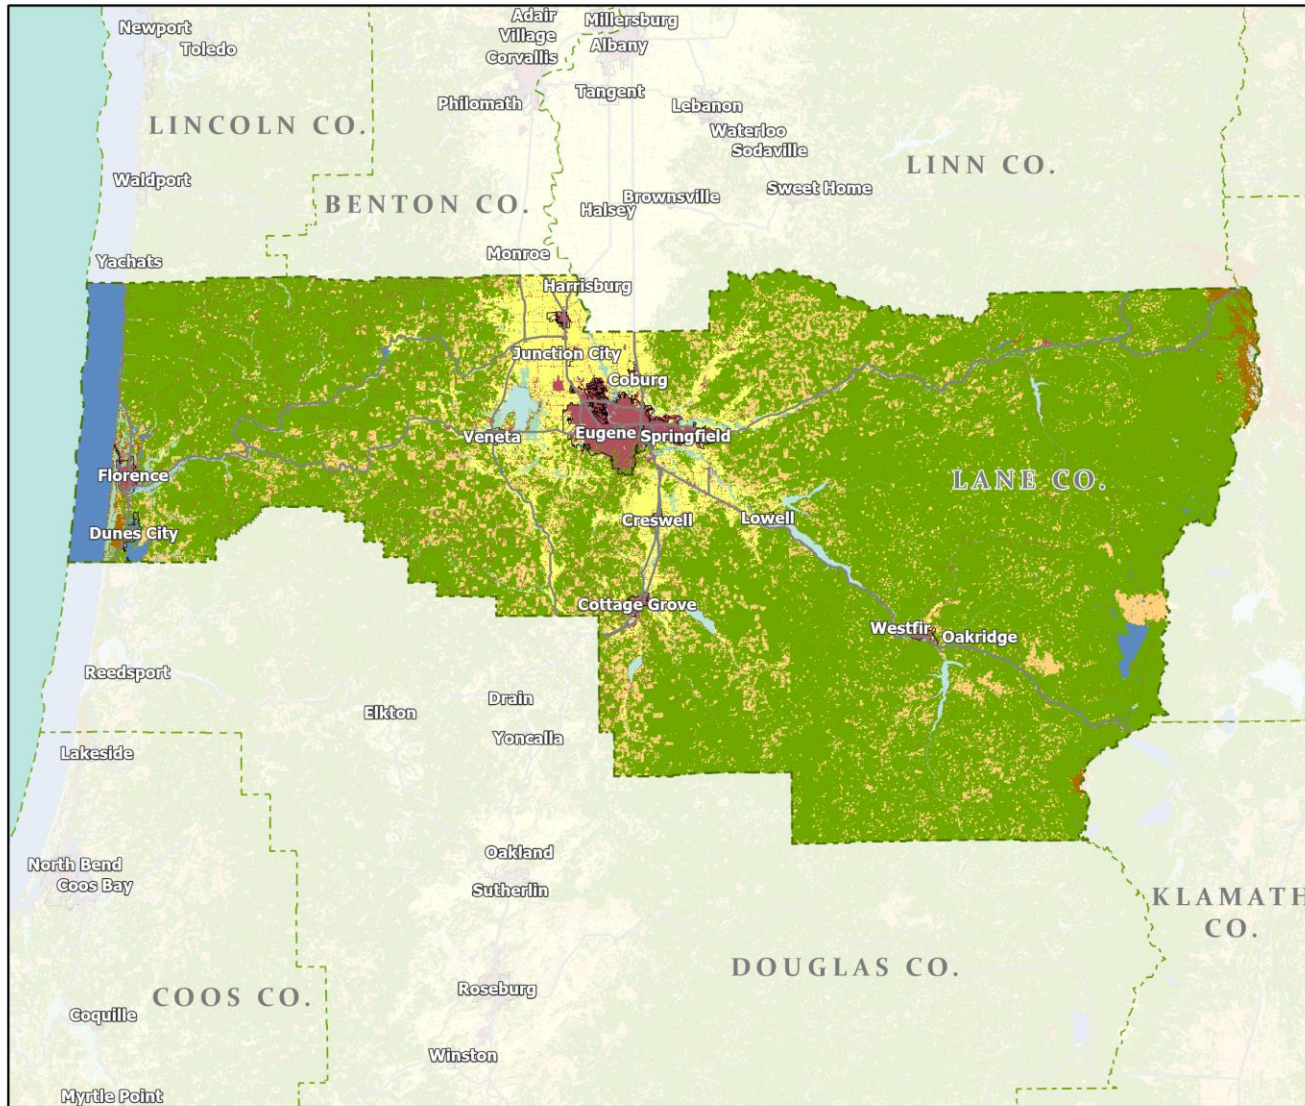 Newport
Toledo
Adair
Village
Corvallis
Millersburg
Albany
Philomath
Tangent
Lebanon
Waterloo
Sodaville
LINCOLN CO.
LINN CO.
Waldport
BENTON CO.
Halsey
Brownsville
Sweet Home
Yachats
Monroe
Harrisburg
Junction City
Coburg
Veneta
Eugene
Springfield
Florence
LANE CO.
Dunes City
Creswell
Lowell
Cottage Grove
Westfir
Oakridge
Reedsport
Elkton
Drain
Yoncalla
Lakeside
North Bend
Coos Bay
Oakland
Sutherlin
KLAMATH
CO.
DOUGLAS CO.
COOS CO.
Roseburg
Coquille
Winston
Myrtle Point